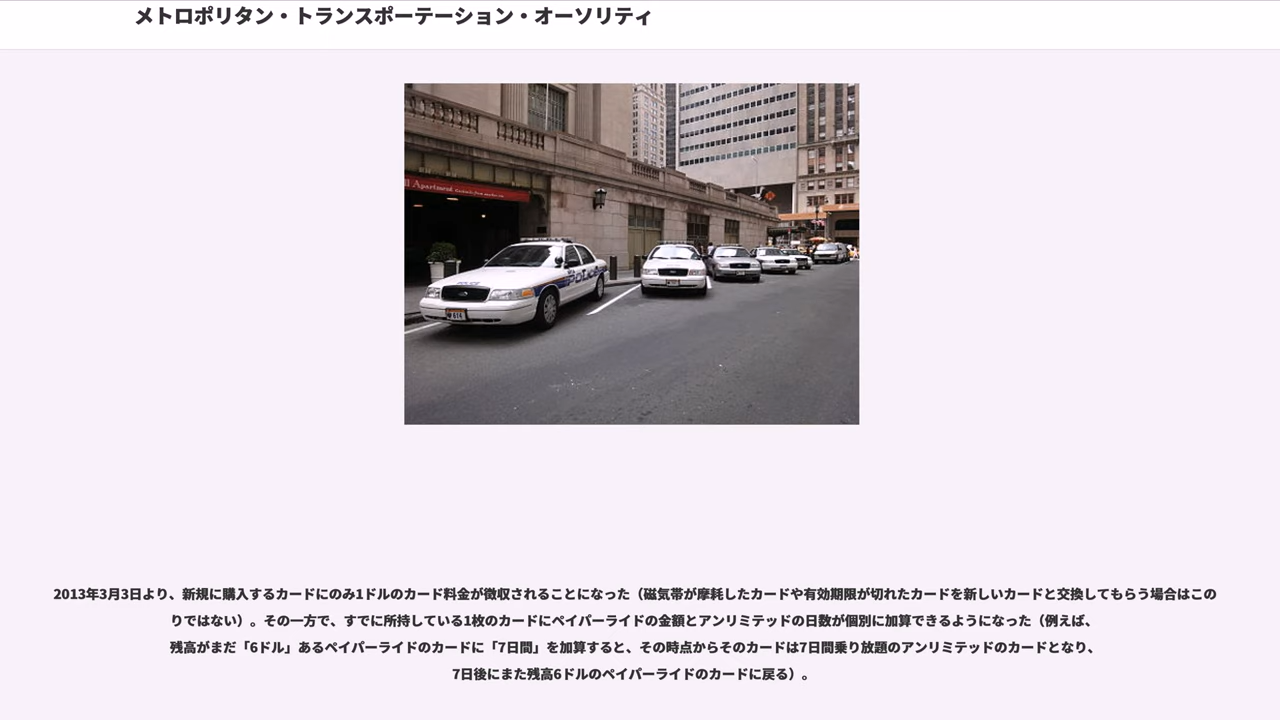 メトロポリタン・トランスポーテーション・オーソリティ
Apartment
POLICE
2013年3月3日より、新規に購入するカードにのみ1ドルのカード料金が徴収されることになった（磁気帯が摩耗したカードや有効期限が切れたカードを新しいカードと交換してもらう場合はこの
りではない）。その一方で、すでに所持している1枚のカードにペイパーライドの金額とアンリミテッドの日数が個別に加算できるようになった（例えば、
残高がまだ「6ドル」あるペイパーライドのカードに「7日間」を加算すると、その時点からそのカードは7日間乗り放題のアンリミテッドのカードとなり、
7日後にまた残高6ドルのペイパーライドのカードに戻る）。